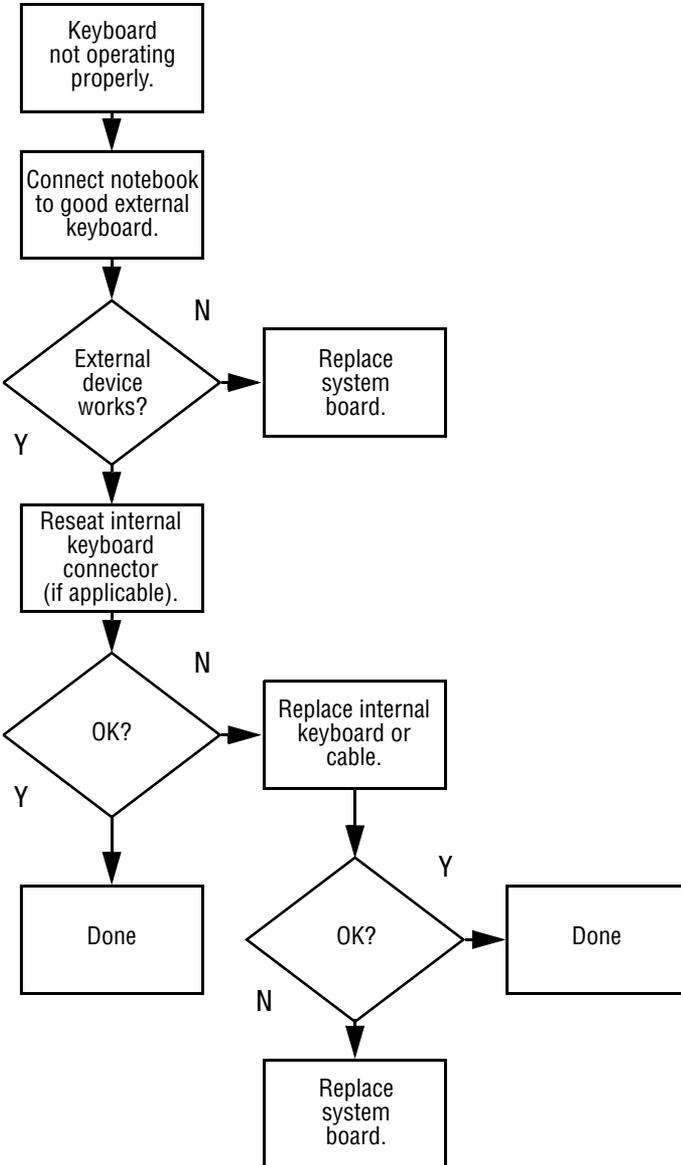 Keyboard
not operating
properly.
Connect notebook
to good external
keyboard.
N
External
device
works?
Replace
system
board.
Y
Reseat internal
keyboard
connector
(if applicable).
N
OK?
Replace internal
keyboard or
cable.
Y
Y
Done
OK?
Done
N
Replace
system
board.